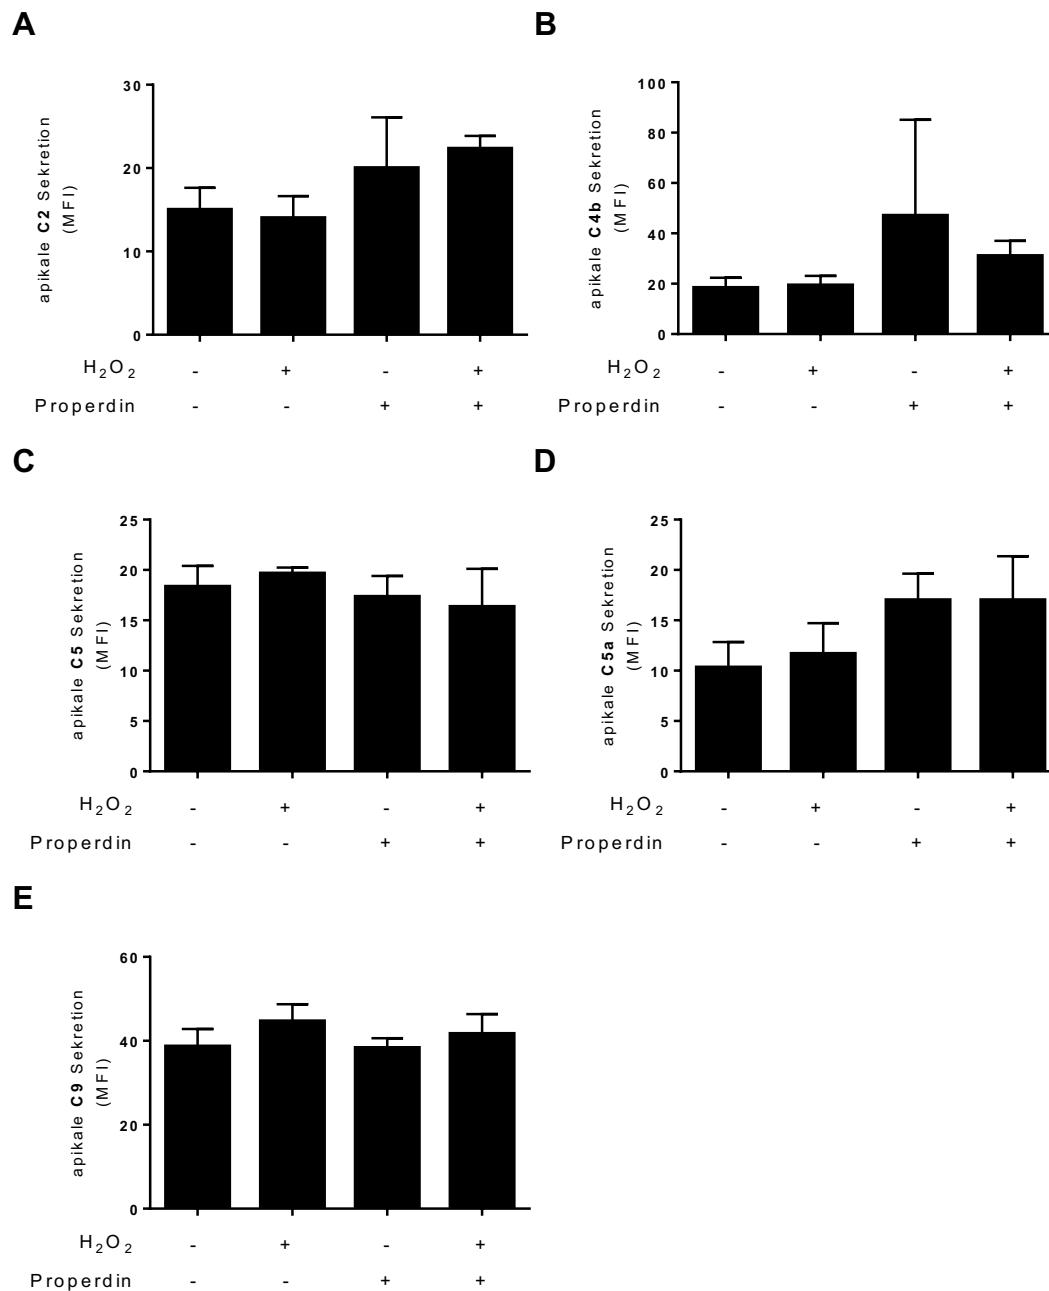 A
apikale C2 Sekretion
(MFI)
30
20
10
0
H₂O₂ - + - +
Properdin - - + +
B
apikale C4b Sekretion
(MFI)
100
80
60
40
20
0
H₂O₂ - + - +
Properdin - - + +
C
apikale C5 Sekretion
(MFI)
25
20
15
10
5
0
H₂O₂ - + - +
Properdin - - + +
D
apikale C5a Sekretion
(MFI)
25
20
15
10
5
0
H₂O₂ - + - +
Properdin - - + +
E
apikale C9 Sekretion
(MFI)
60
40
20
0
H₂O₂ - + - +
Properdin - - + +